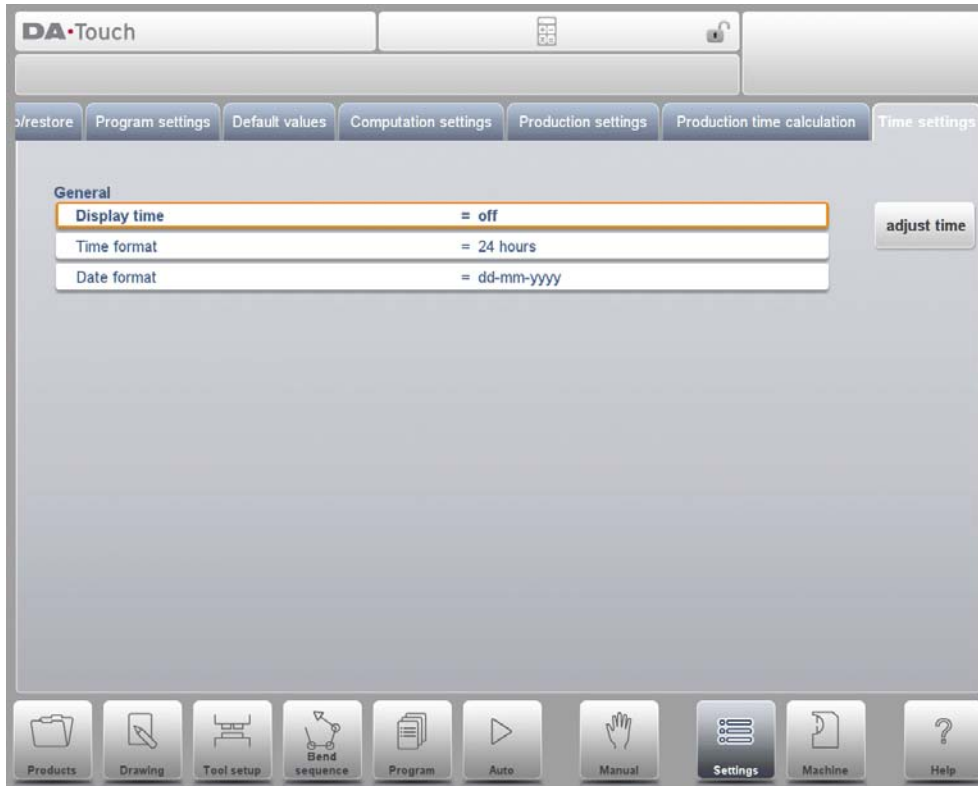 DA•Touch
o/restore Program settings Default values Computation settings Production settings Production time calculation Time settings
General
Display time = off
Time format = 24 hours
Date format = dd-mm-yyyy
adjust time
Products Drawing Tool setup Bend sequence Program Auto Manual Settings Machine Help